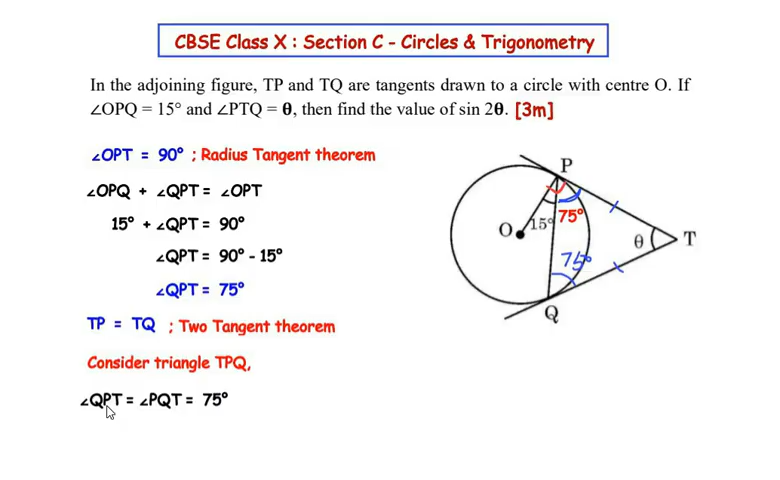 CBSE Class X : Section C - Circles & Trigonometry
In the adjoining figure, TP and TQ are tangents drawn to a circle with centre O. If
∠OPQ = 15° and ∠PTQ = θ, then find the value of sin 2θ. [3m]
∠OPT = 90° ; Radius Tangent theorem
∠OPQ + ∠QPT = ∠OPT
15° + ∠QPT = 90°
∠QPT = 90° - 15°
∠QPT = 75°
TP = TQ ; Two Tangent theorem
Consider triangle TPQ,
∠QPT = ∠PQT = 75°
P
15°
75°
O
θ
T
75°
Q